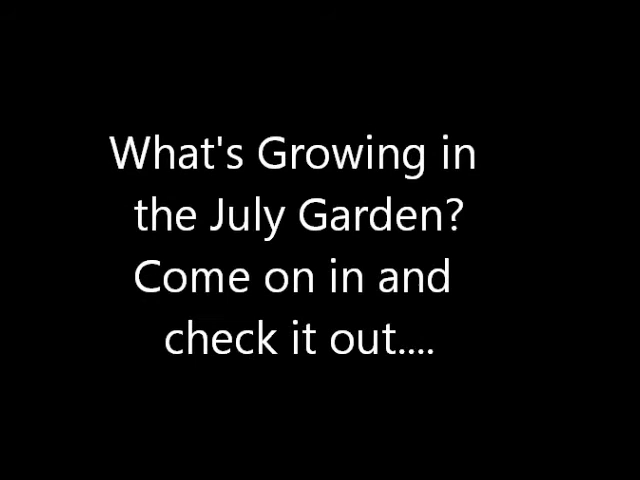 What's Growing in
the July Garden?
Come on in and
check it out....